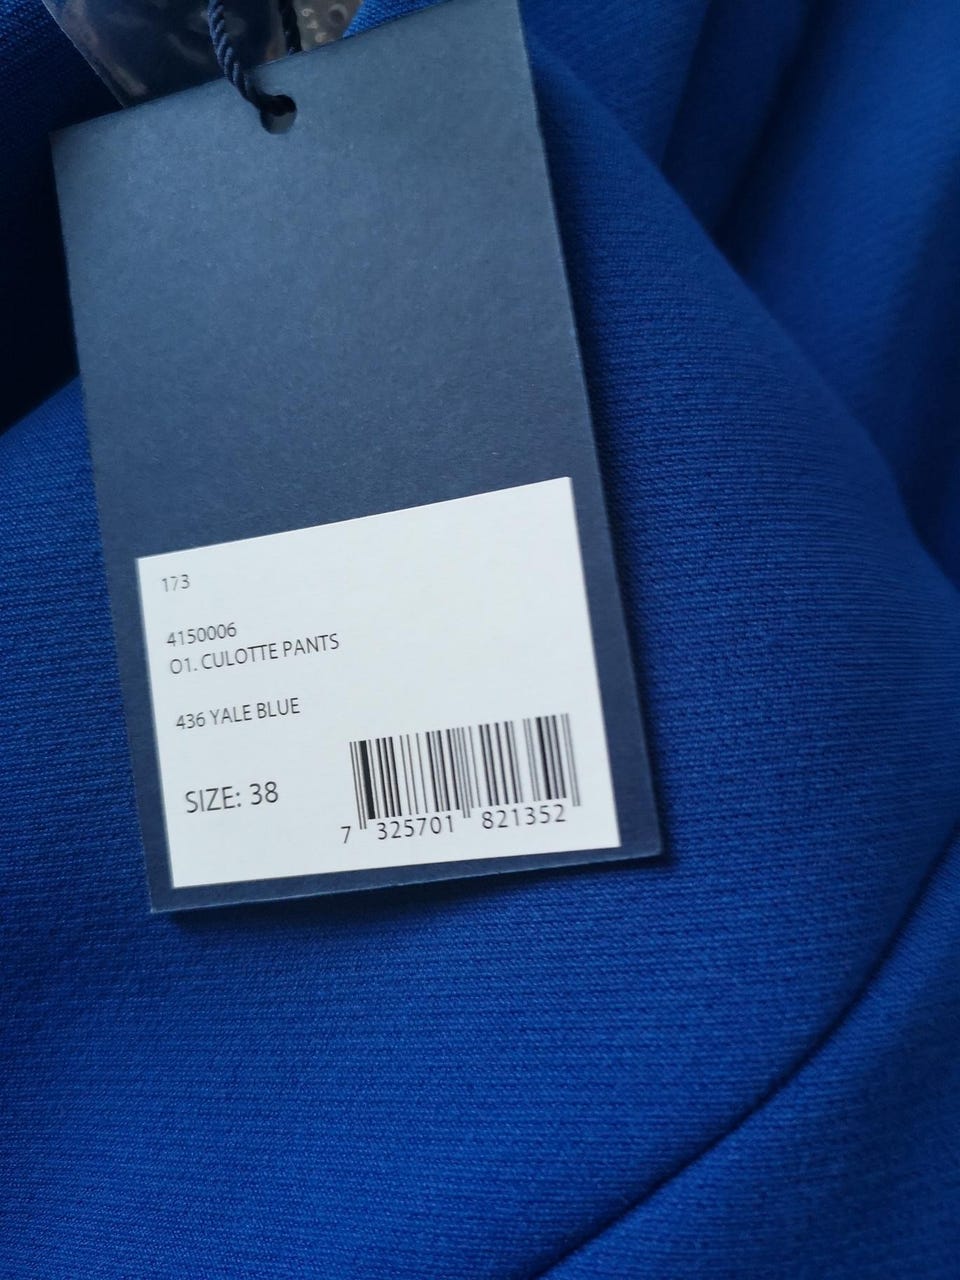 173
4150006
O1. CULOTTE PANTS
436 YALE BLUE
SIZE: 38
7 325701 821352